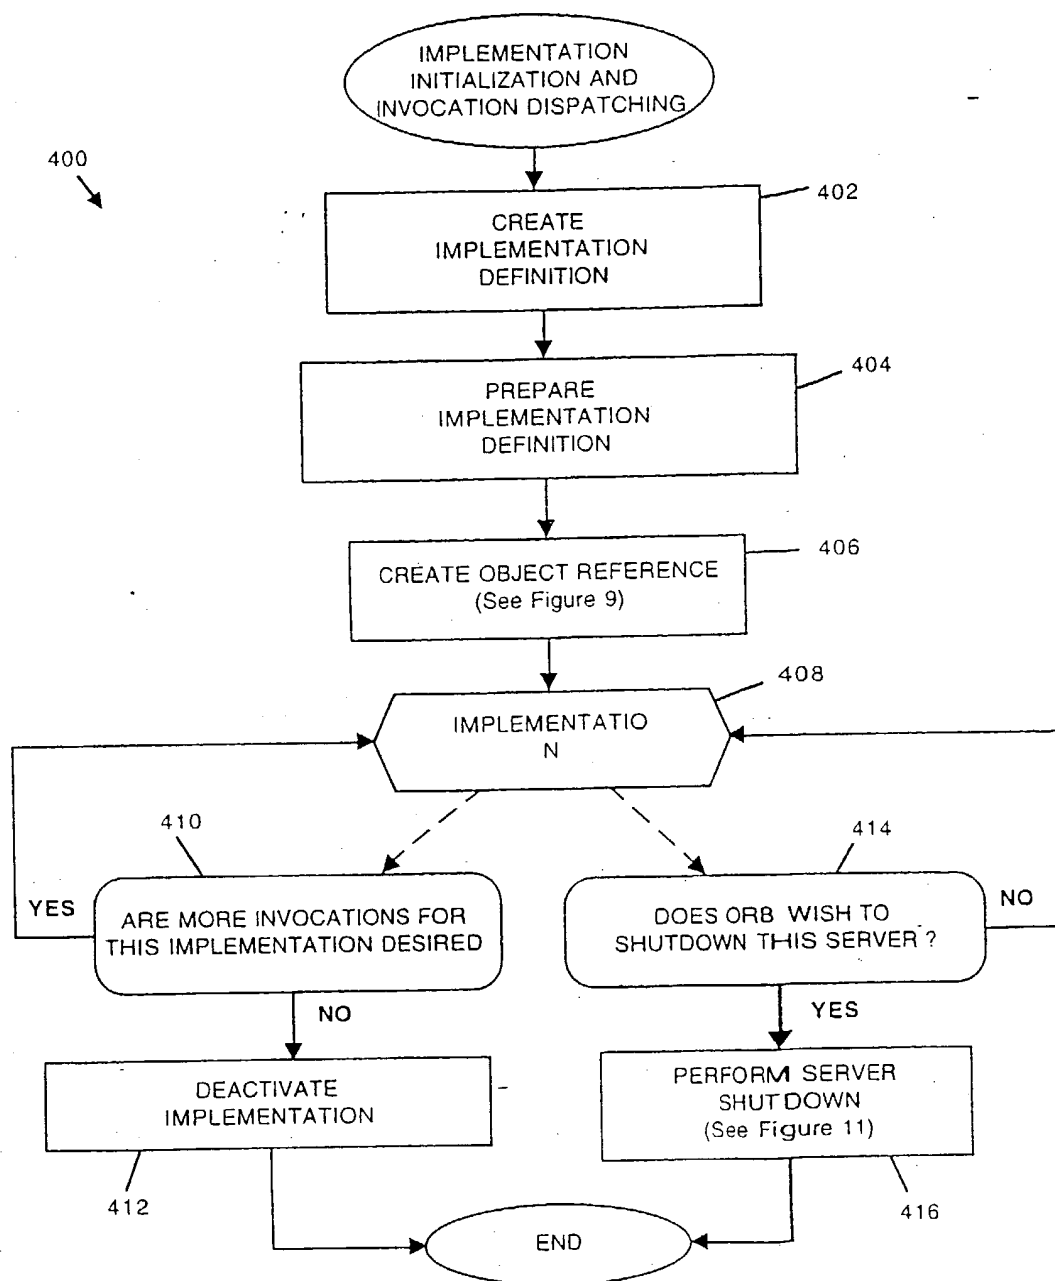 IMPLEMENTATION
INITIALIZATION AND
INVOCATION DISPATCHING
400
402
CREATE
IMPLEMENTATION
DEFINITION
404
PREPARE
IMPLEMENTATION
DEFINITION
406
CREATE OBJECT REFERENCE
(See Figure 9)
408
IMPLEMENTATIO
N
410
414
YES
ARE MORE INVOCATIONS FOR
THIS IMPLEMENTATION DESIRED
DOES ORB WISH TO
SHUTDOWN THIS SERVER ?
NO
NO
YES
DEACTIVATE
IMPLEMENTATION
PERFORM SERVER
SHUTDOWN
(See Figure 11)
412
416
END